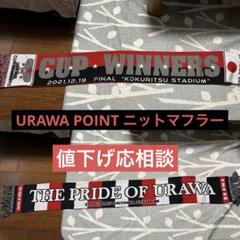 CUP WINNERS
2021.12.19 FINAL "KOKURITSU STADIUM"
URAWA POINT ニットマフラー
値下げ応相談
THE PRIDE OF URAWA